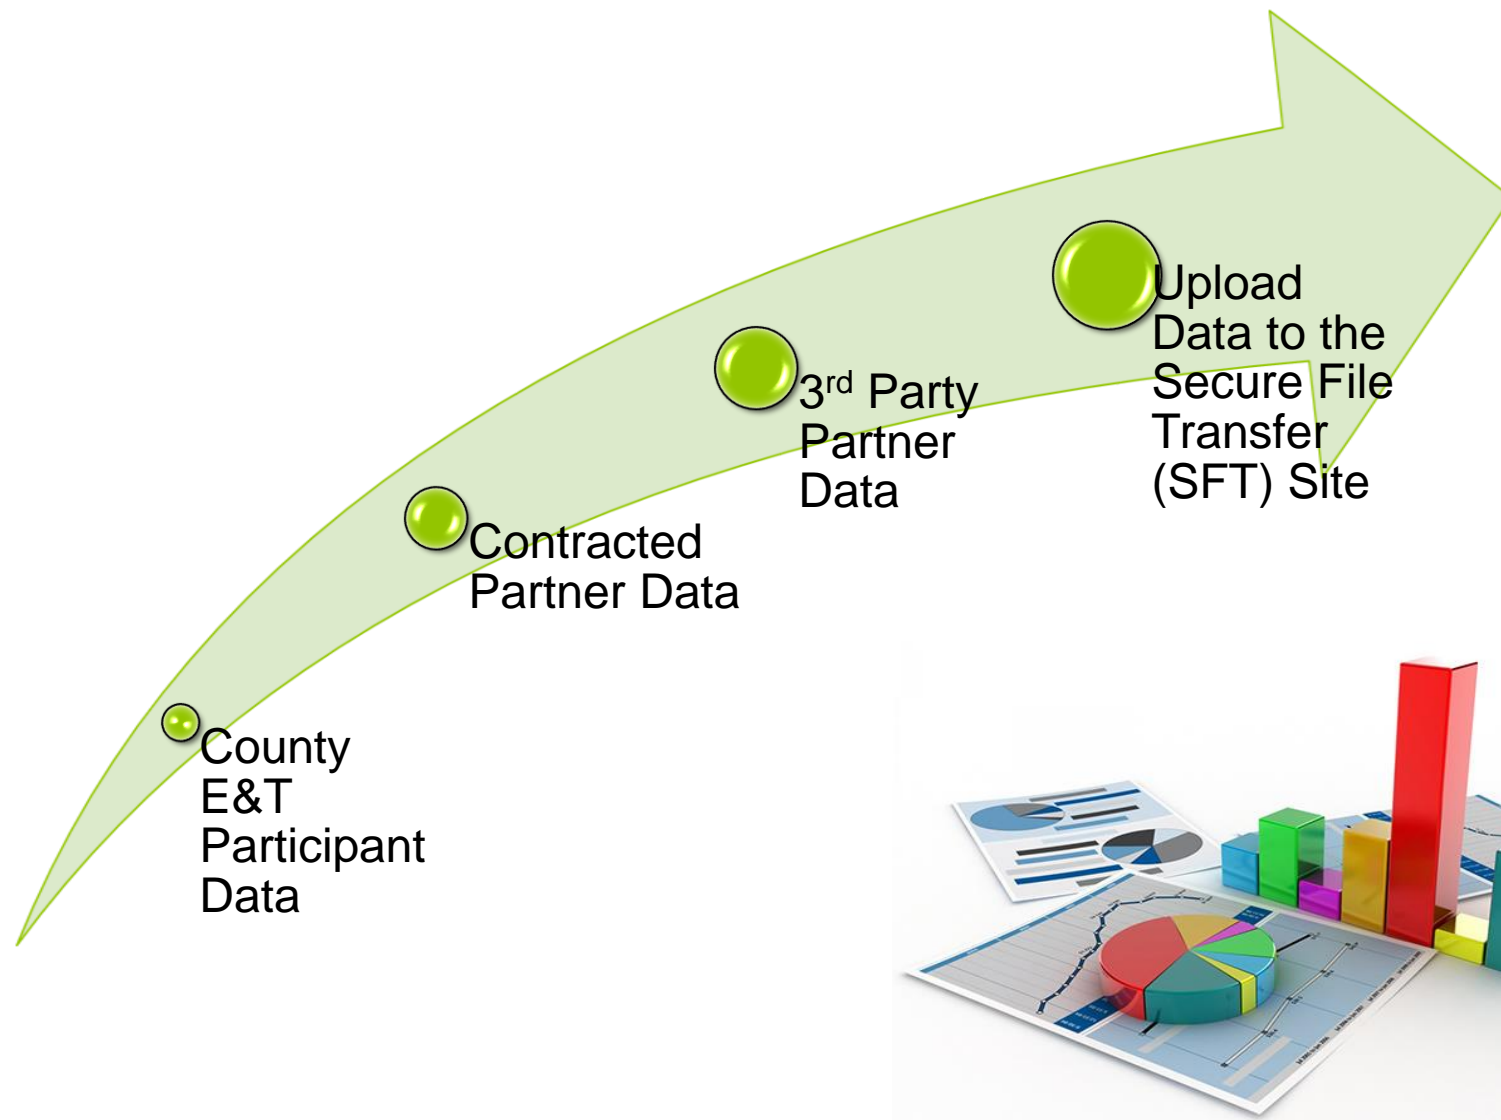 County
E&T
Participant
Data
Contracted
Partner Data
3rd Party
Partner
Data
Upload
Data to the
Secure File
Transfer
(SFT) Site